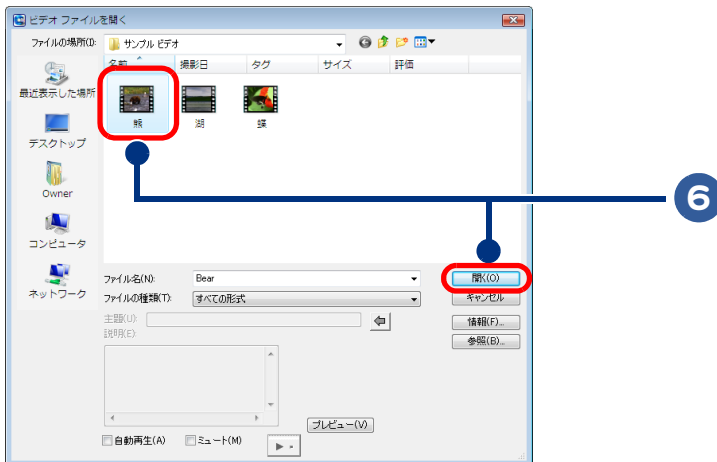 ビデオ ファイルを開く
ファイルの場所(I):
サンプル ビデオ
名前
撮影日
タグ
サイズ
評価
最近表示した場所
デスクトップ
Owner
コンピュータ
ネットワーク
熊
湖
蝶
6
ファイル名(N):
Bear
開く(O)
ファイルの種類(T):
すべての形式
キャンセル
主題(U):
情報(F)...
説明(E):
参照(B)...
プレビュー(V)
自動再生(A)
ミュート(M)